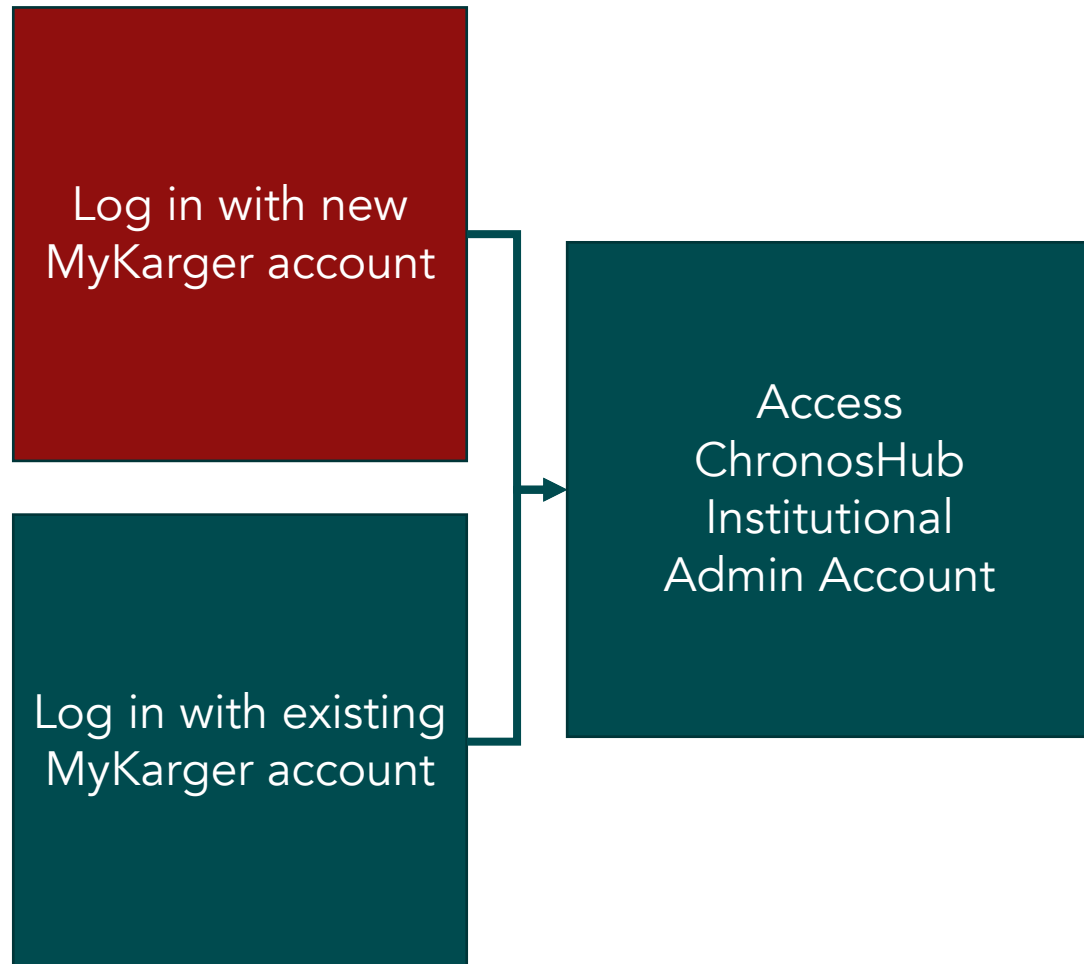 Log in with new
MyKarger account
Access
ChronosHub
Institutional
Admin Account
Log in with existing
MyKarger account